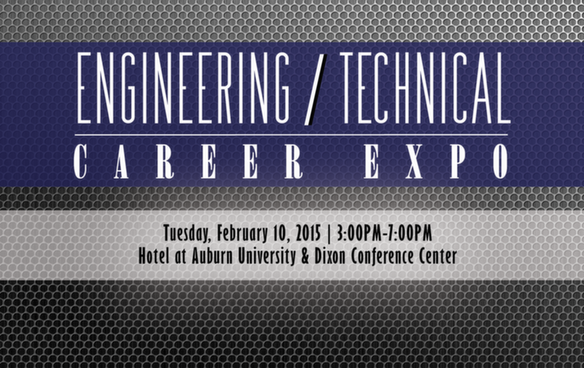 ENGINEERING / TECHNICAL
CAREER EXPO
Tuesday, February 10, 2015 | 3:00PM-7:00PM
Hotel at Auburn University & Dixon Conference Center